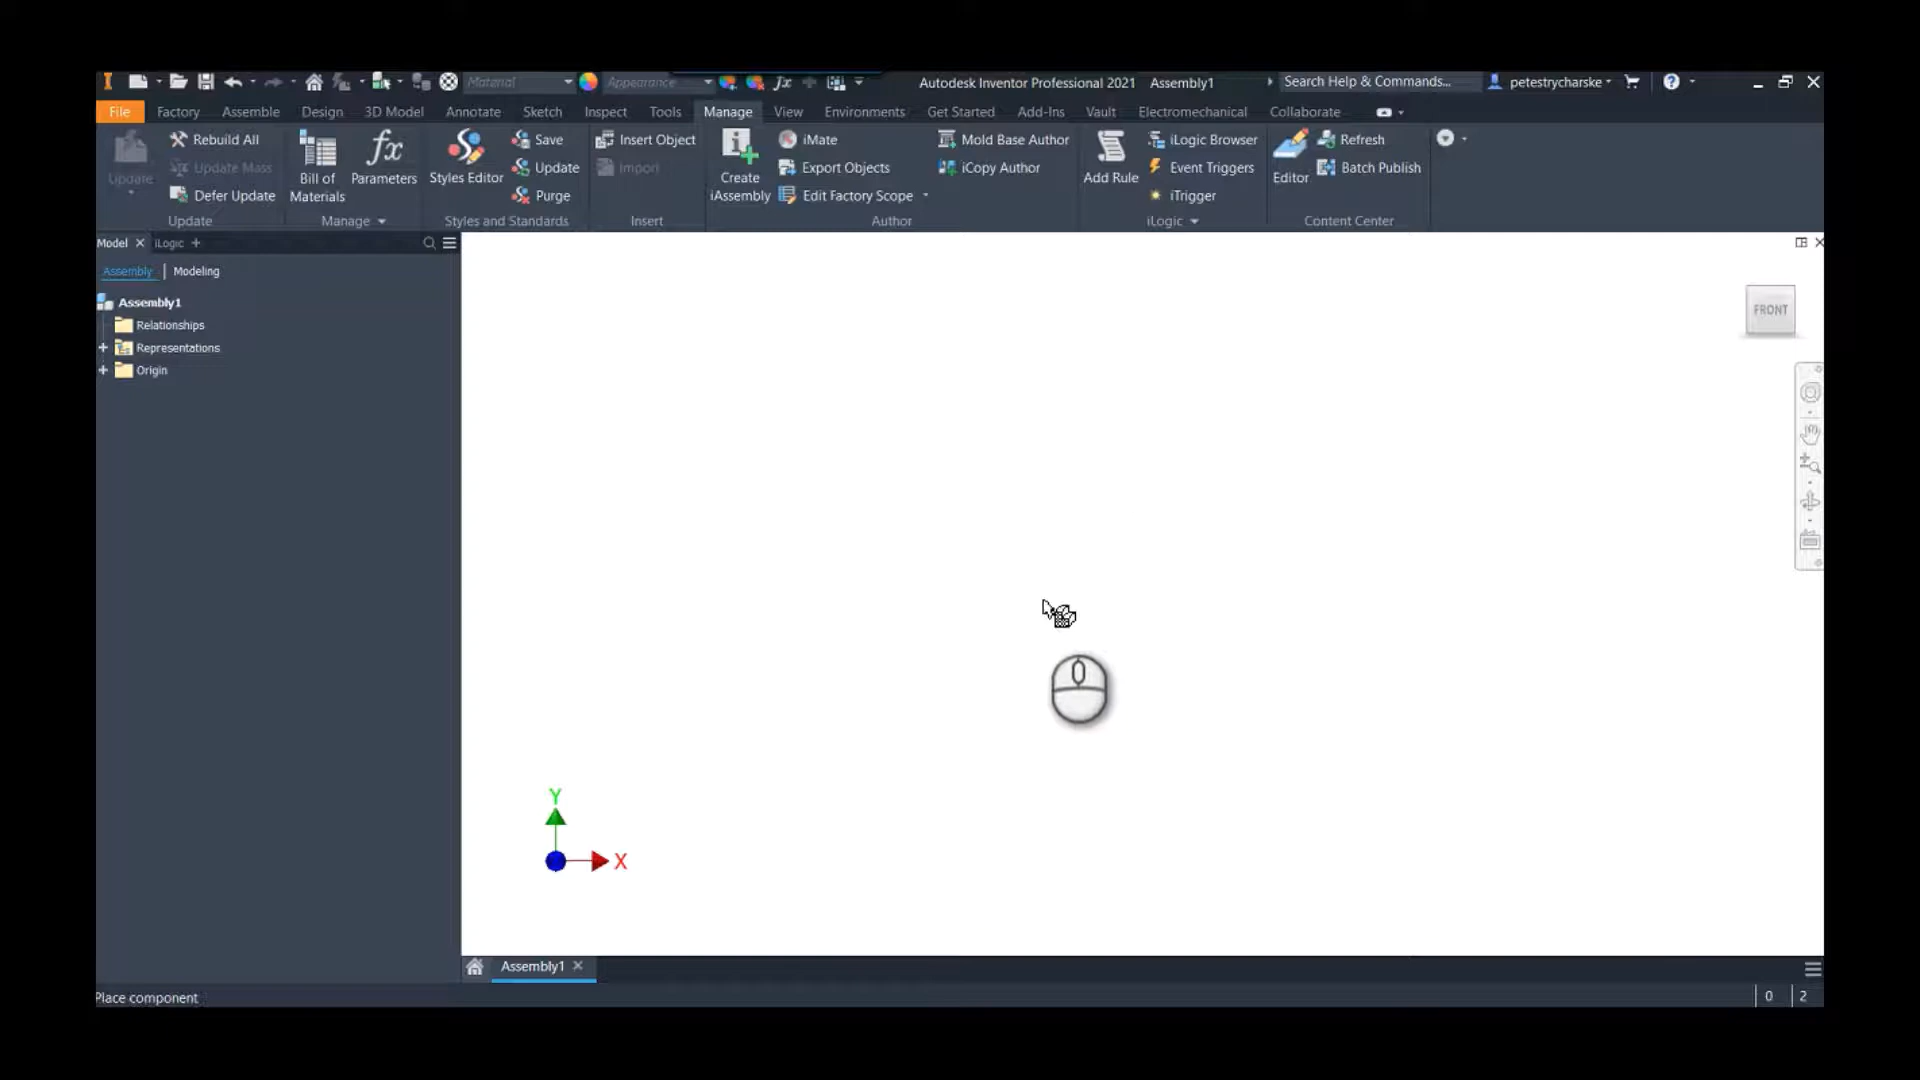 Material Appearance fx Autodesk Inventor Professional 2021 Assembly1 Search Help & Commands... petestrycharske
File Factory Assemble Design 3D Model Annotate Sketch Inspect Tools Manage View Environments Get Started Add-Ins Vault Electromechanical Collaborate
Update
Rebuild All
Update Mass
Defer Update
Update
Bill of
Materials
fx
Parameters
Manage
Styles Editor
Save
Update
Purge
Styles and Standards
Insert Object
Import
Insert
Create
iAssembly
iMate
Export Objects
Edit Factory Scope
Mold Base Author
iCopy Author
Author
Add Rule
iLogic Browser
Event Triggers
iTrigger
iLogic
Editor
Refresh
Batch Publish
Content Center
Model iLogic +
Assembly | Modeling
Assembly1
Relationships
Representations
Origin
FRONT
Y
X
Assembly1
Place component
0 2